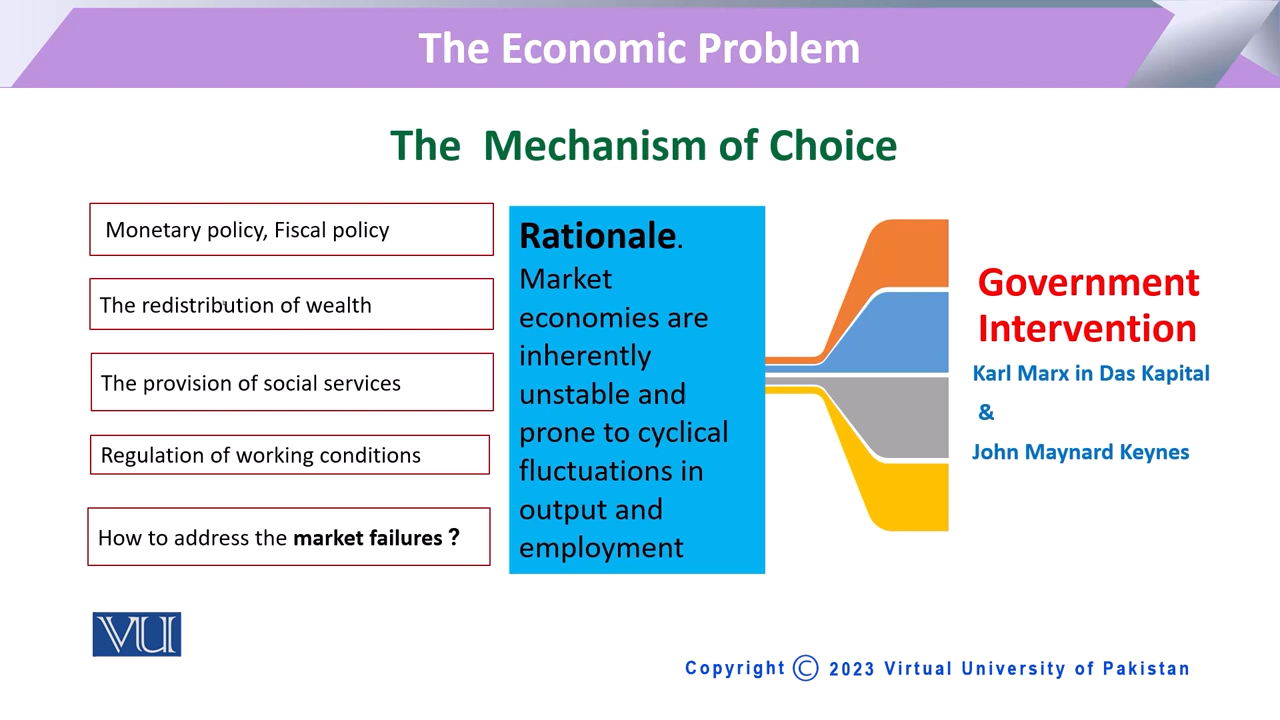 The Economic Problem
The Mechanism of Choice
Monetary policy, Fiscal policy
The redistribution of wealth
The provision of social services
Regulation of working conditions
How to address the market failures ?
Rationale.
Market
economies are
inherently
unstable and
prone to cyclical
fluctuations in
output and
employment
Government
Intervention
Karl Marx in Das Kapital
&
John Maynard Keynes
VU
Copyright © 2023 Virtual University of Pakistan